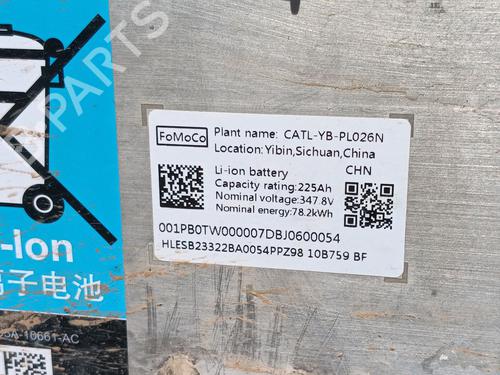 FoMoCo
Plant name: CATL-YB-PL026N
Location: Yibin,Sichuan,China
Li-ion battery
CHN
Capacity rating:225Ah
Nominal voltage:347.8V
Nominal energy:78.2kWh
001PB0TW000007DBJ0600054
HLESB23322BA0054PPZ98 10B759 BF
-Ion
子电池
-10661-AC
B-PARTS